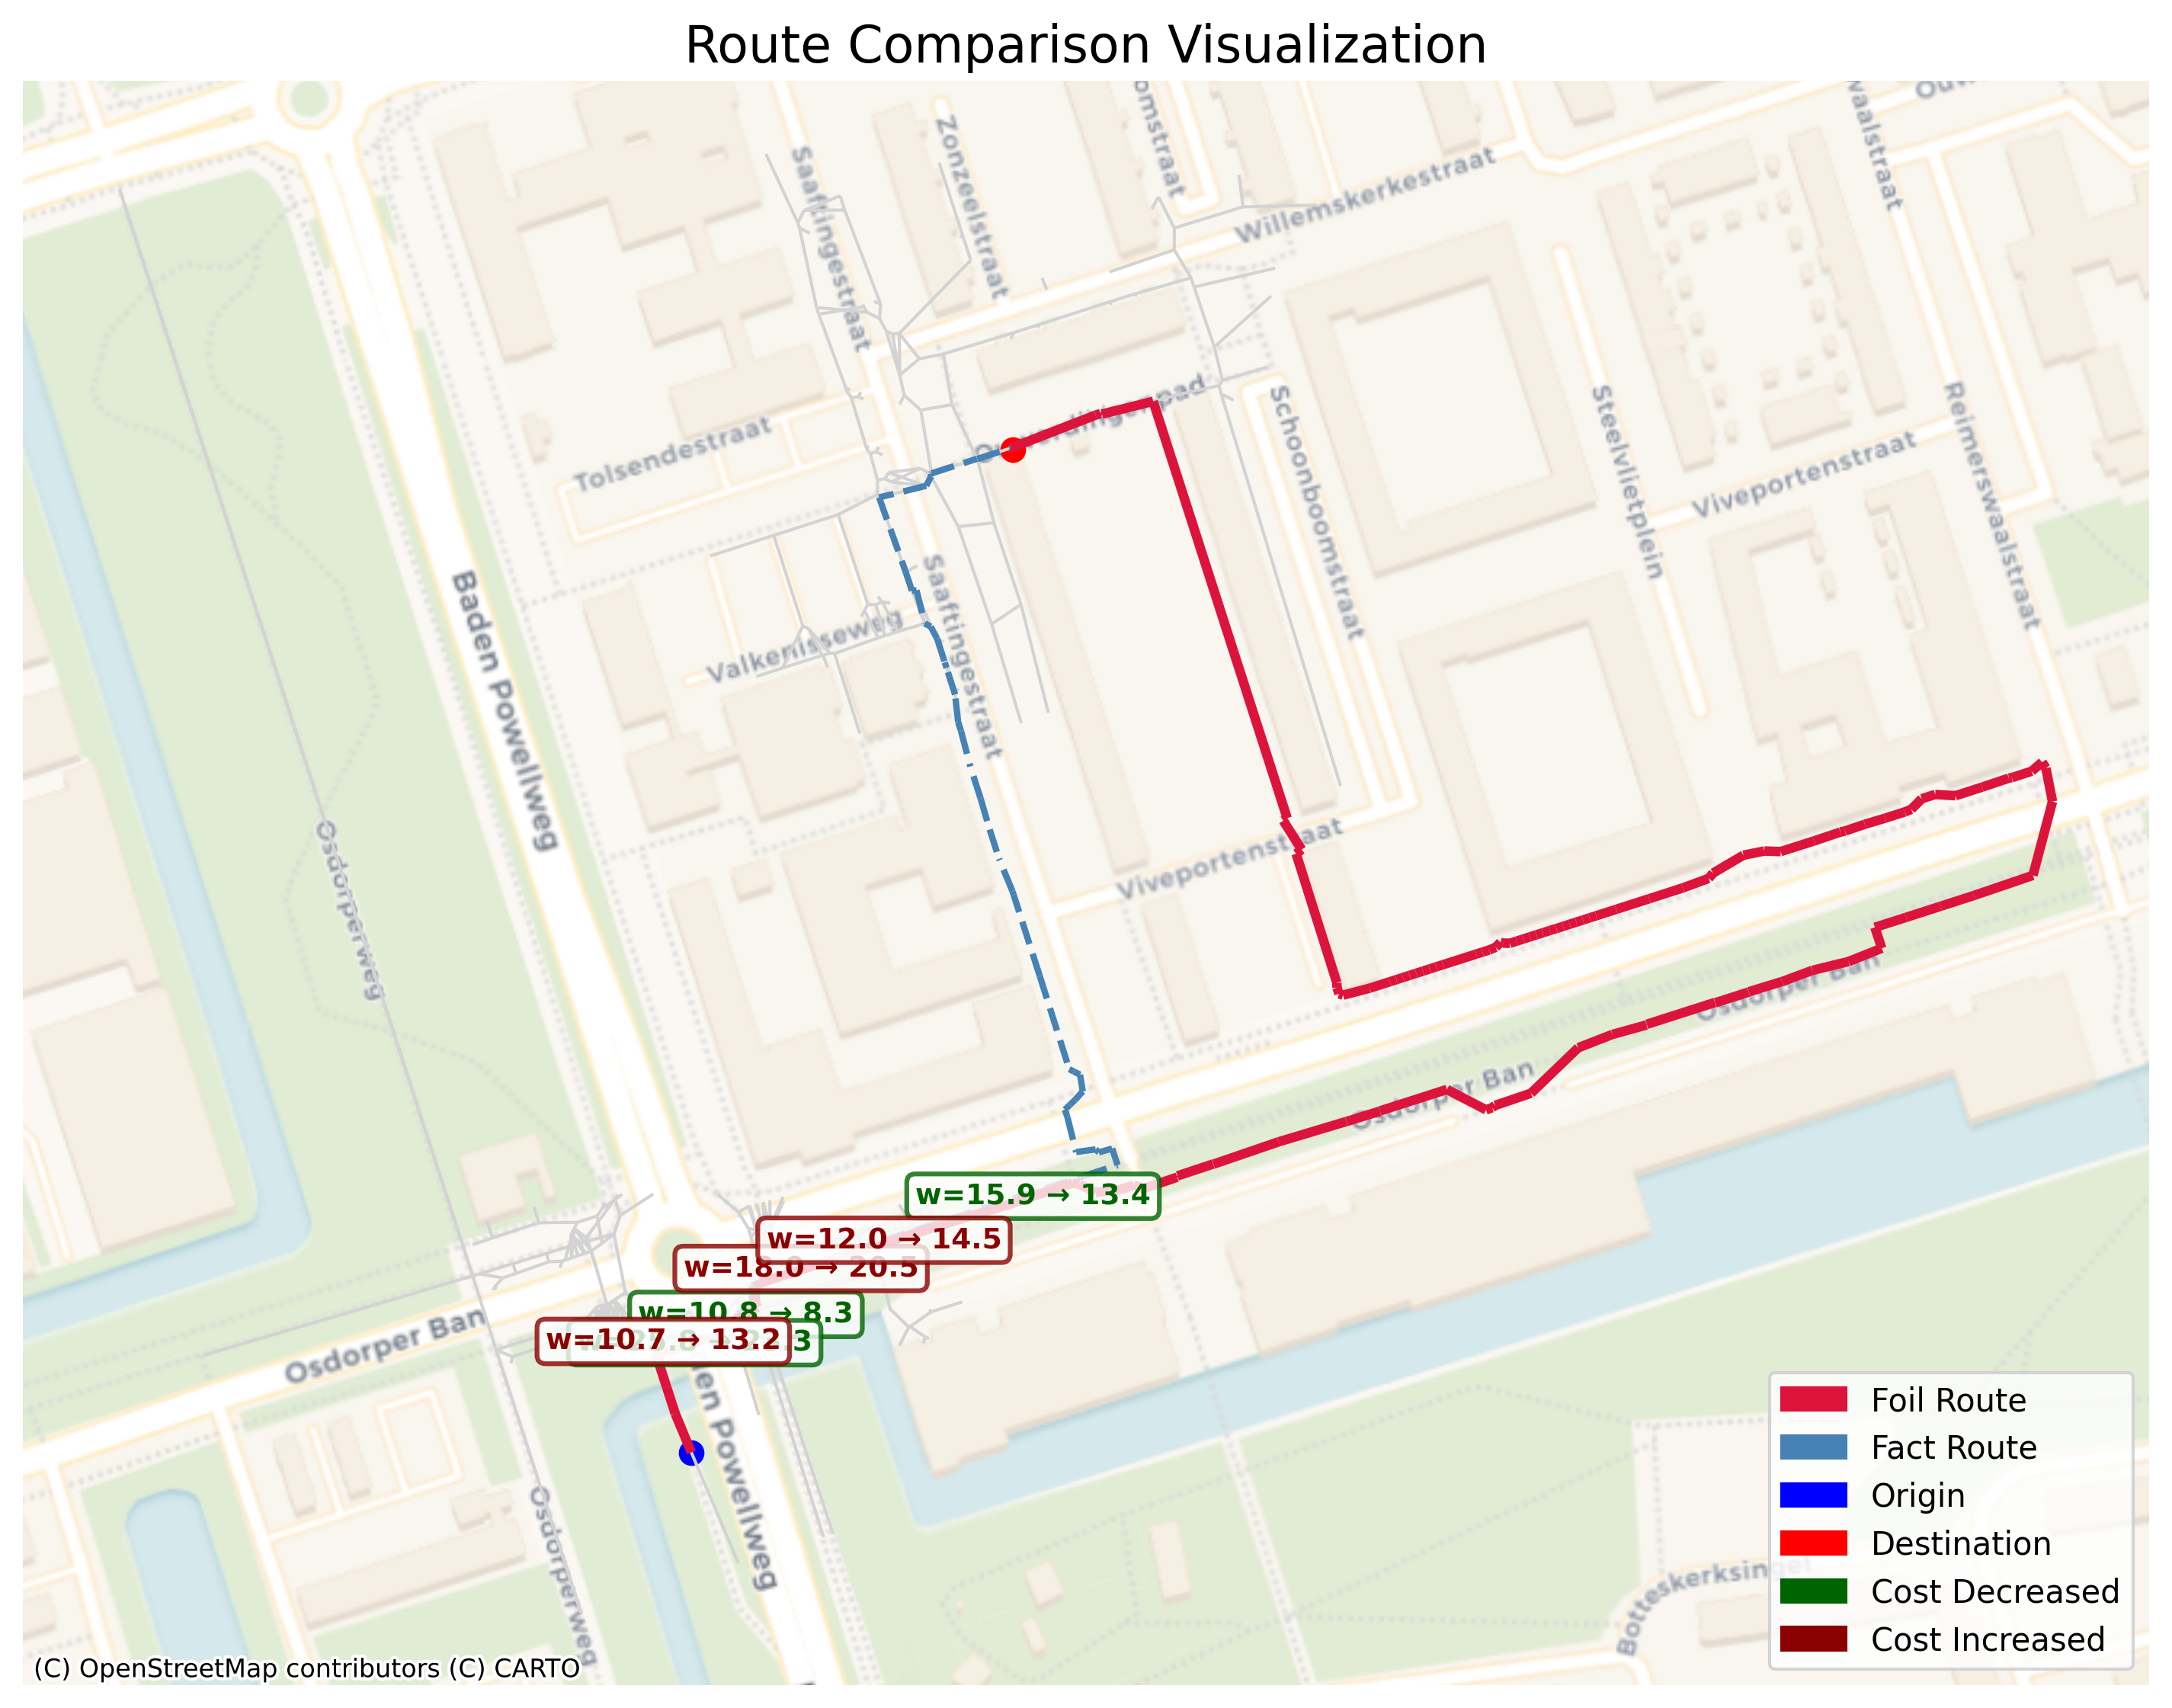 Route Comparison Visualization
Saaftingestraat
Zonzeelstraat
omstraat
Willemskerkestraat
waalstraat
Tolsendestraat
Schoonboomstraat
Steelvlietplein
Viveportenstraat
Reimerswaalstraat
Baden Powellweg
Valkenisseweg
Saaftingestraat
Viveportenstraat
Osdorperweg
Osdorper Ban
Osdorper Ban
w=15.9 → 13.4
w=12.0 → 14.5
w=18.0 → 20.5
w=10.8 → 8.3
w=10.7 → 13.2
Osdorper Ban
en Powellweg
Osdorperweg
Botteskerksingel
Foil Route
Fact Route
Origin
Destination
Cost Decreased
Cost Increased
(C) OpenStreetMap contributors (C) CARTO